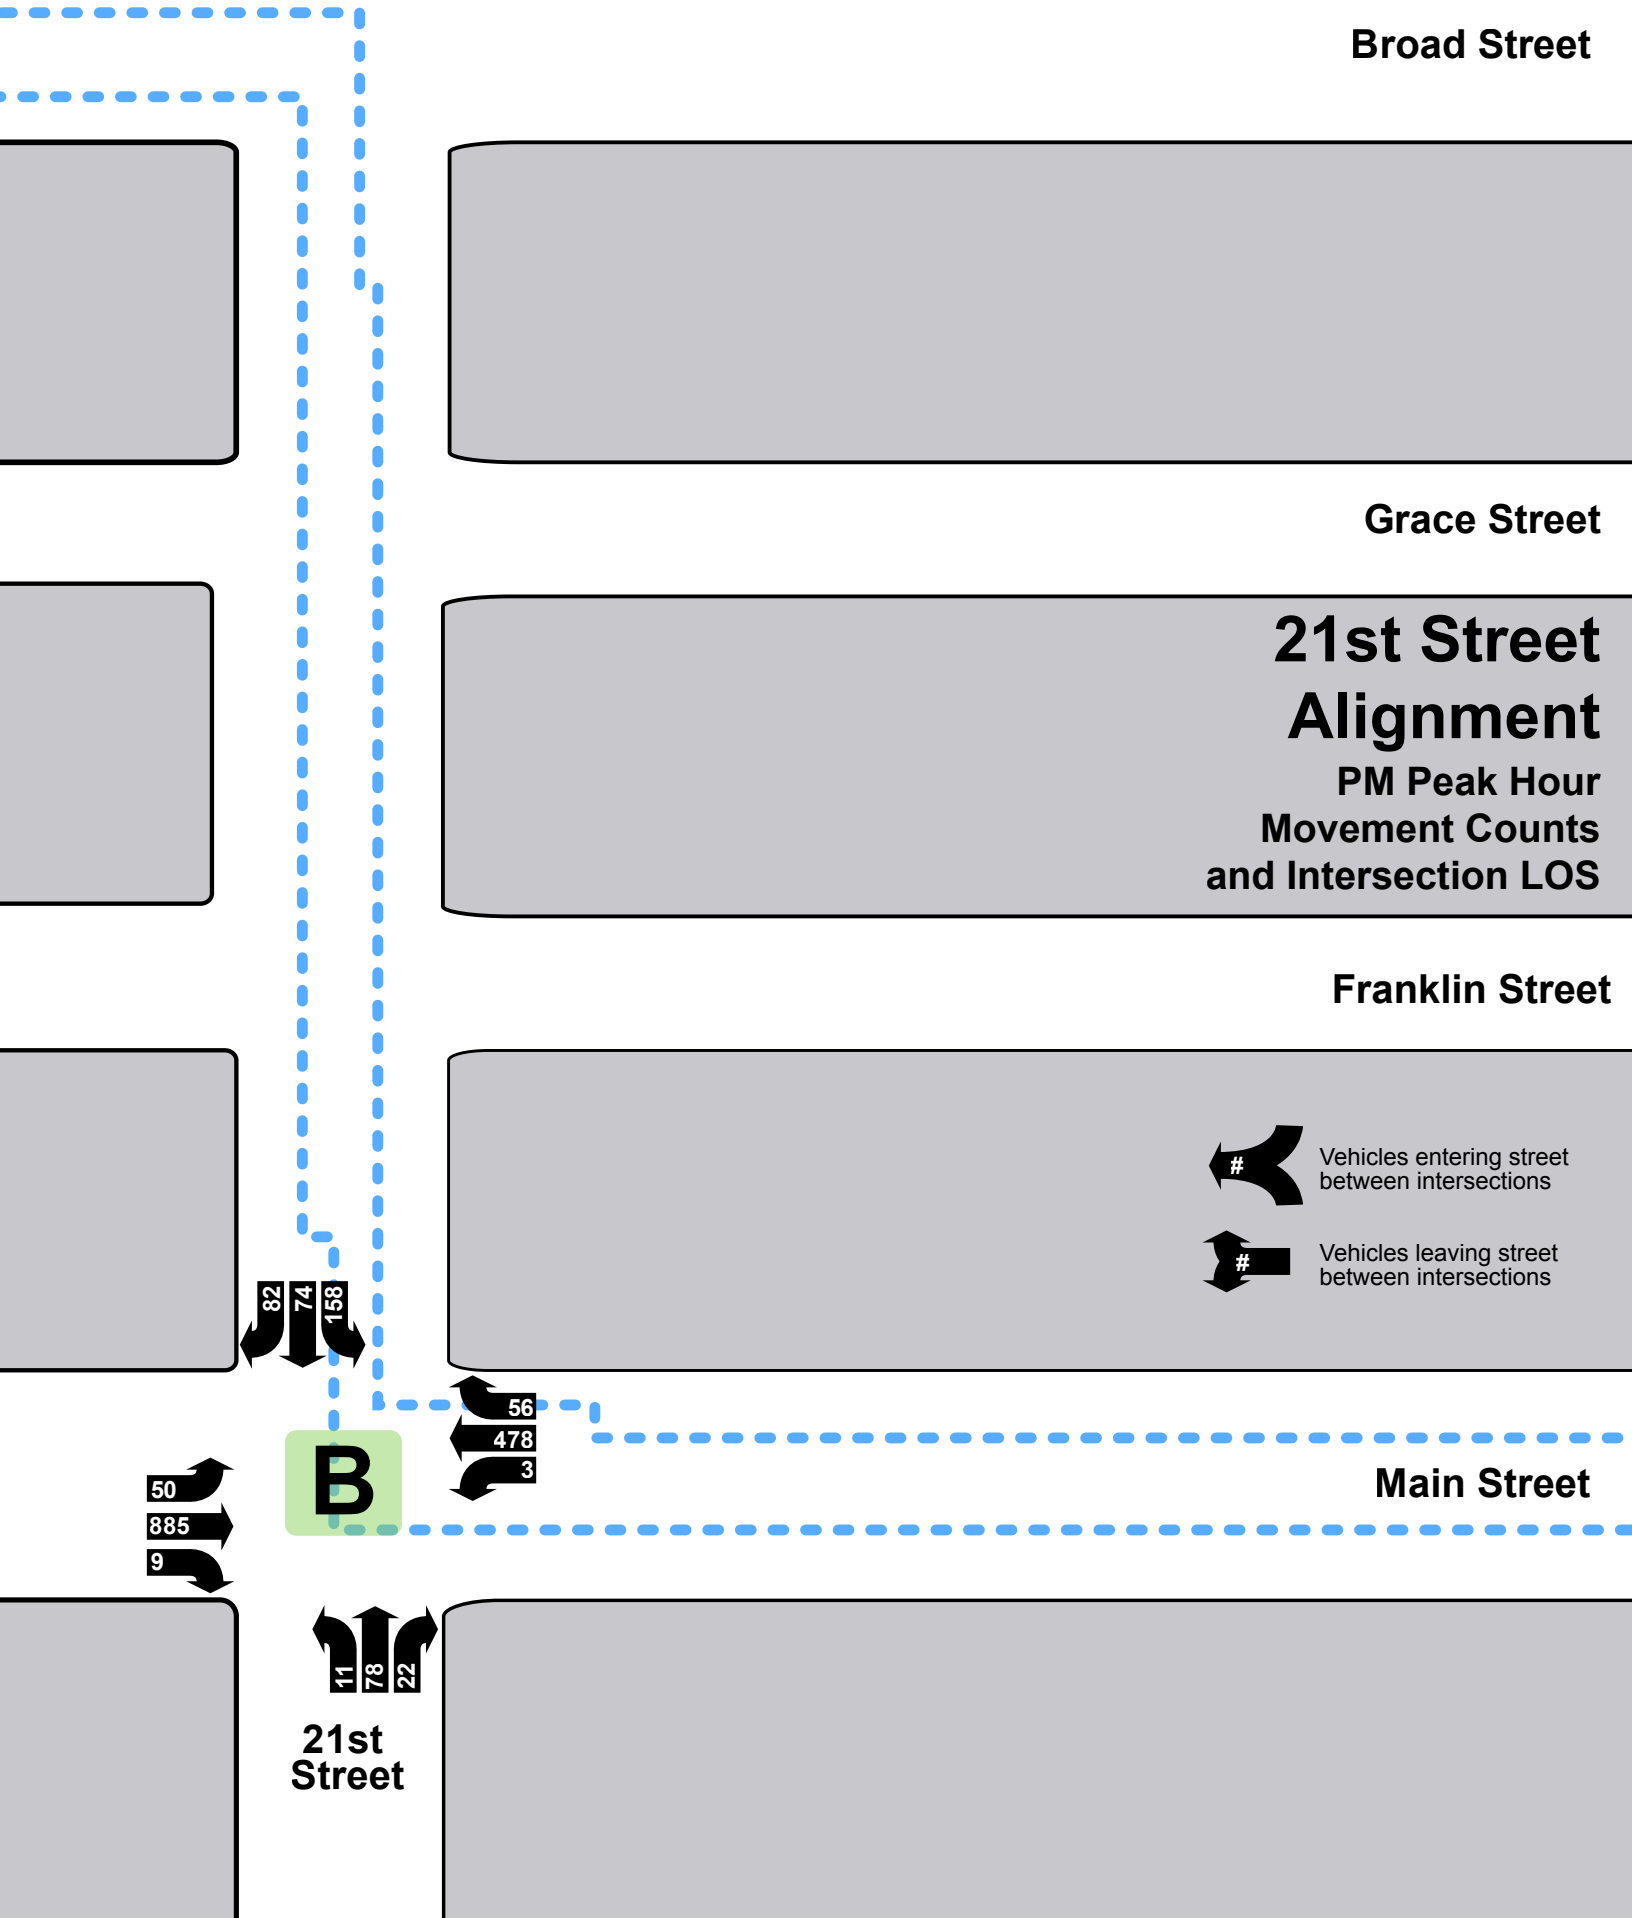 Broad Street
Grace Street
21st Street
Alignment
PM Peak Hour
Movement Counts
and Intersection LOS
Franklin Street
#
Vehicles entering street
between intersections
#
Vehicles leaving street
between intersections
82
74
158
56
478
3
B
Main Street
50
885
9
11
78
22
21st
Street